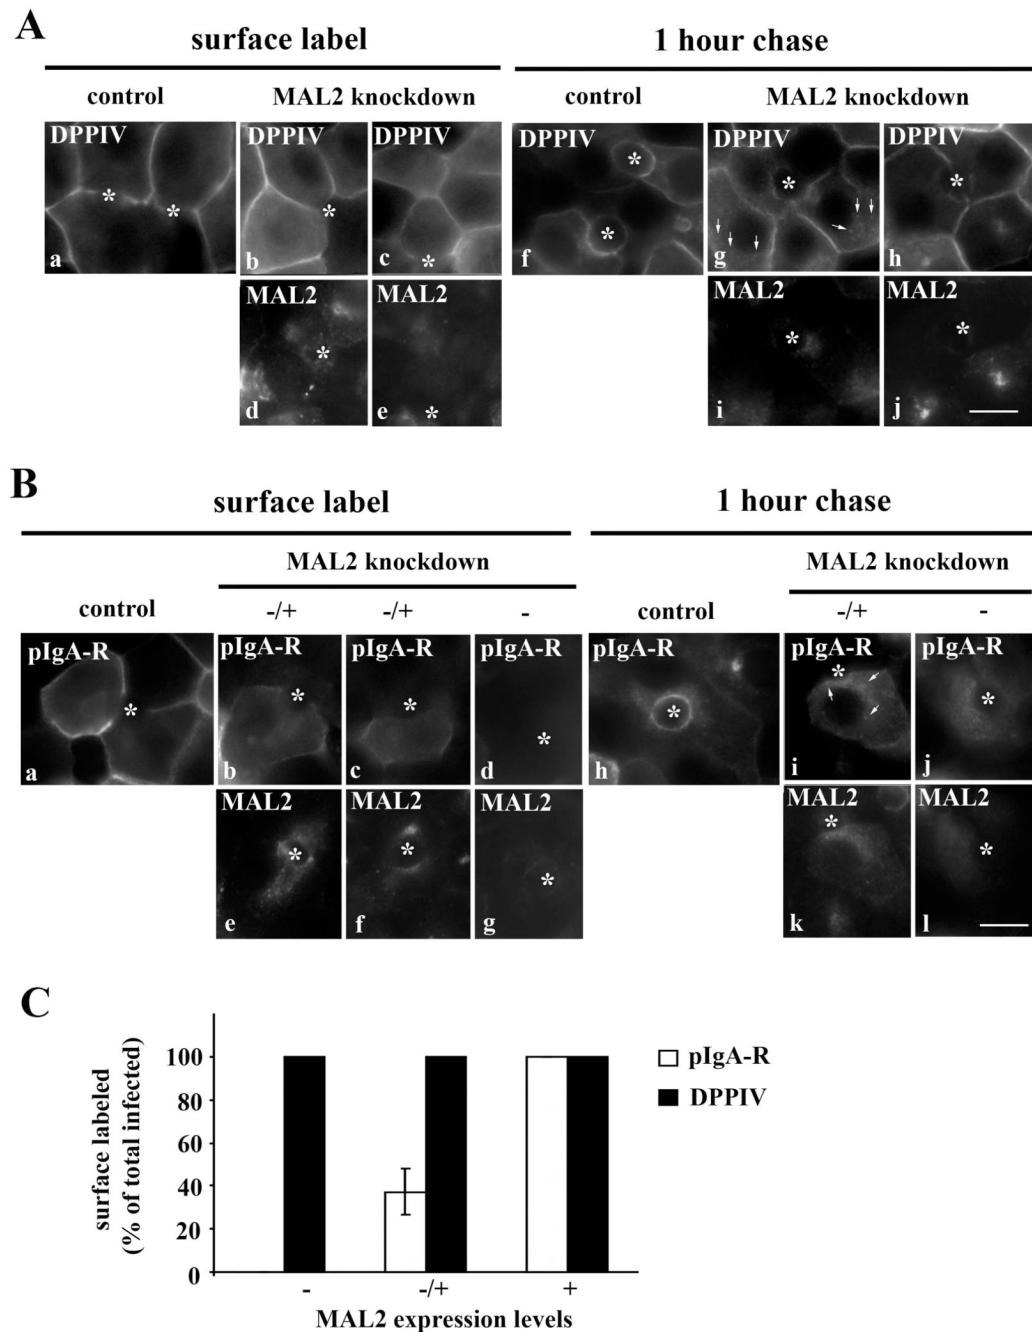 A
surface label
1 hour chase
control
MAL2 knockdown
control
MAL2 knockdown
DPPIV
DPPIV
DPPIV
DPPIV
DPPIV
DPPIV
*
*
*
*
*
*
*
*
a
b
c
f
g
h
MAL2
MAL2
MAL2
MAL2
*
*
*
*
d
e
i
j
B
surface label
1 hour chase
MAL2 knockdown
MAL2 knockdown
control
-/+
-/+
-
control
-/+
-
pIgA-R
pIgA-R
pIgA-R
pIgA-R
pIgA-R
pIgA-R
pIgA-R
*
*
*
*
*
*
*
a
b
c
d
h
i
j
MAL2
MAL2
MAL2
MAL2
MAL2
*
*
*
*
*
e
f
g
k
l
C
surface labeled
(% of total infected)
100
80
60
40
20
0
-
-/+
+
MAL2 expression levels
pIgA-R
DPPIV